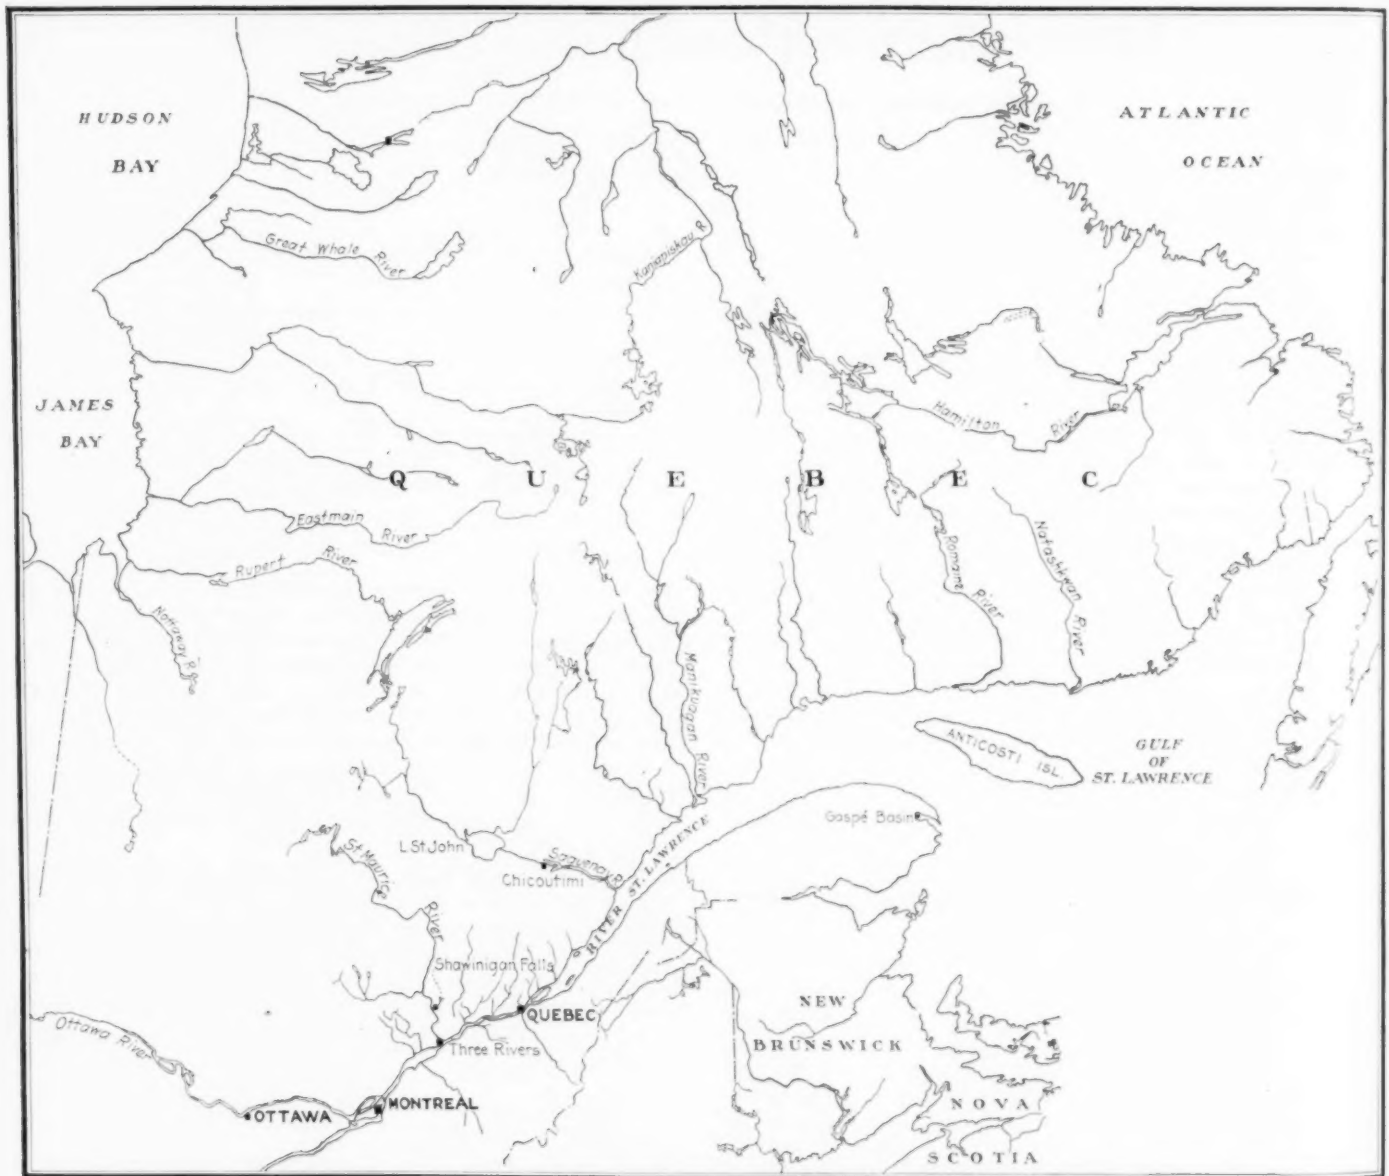 HUDSON
BAY
ATLANTIC
OCEAN
Great Whale River
Kaniapiskau R.
JAMES
BAY
Hamilton River
QUEBEC
Eastmain River
Rupert River
Nottaway R.
Romaine River
Natashkwan River
Manikuagan River
ANTICOSTI ISL.
GULF
OF
ST. LAWRENCE
Gaspé Basin
L. St. John
Saguenay R.
Chicoutimi
RIVER ST. LAWRENCE
St. Maurice River
Shawinigan Falls
QUEBEC
Three Rivers
Ottawa River
OTTAWA
MONTREAL
NEW
BRUNSWICK
NOVA
SCOTIA